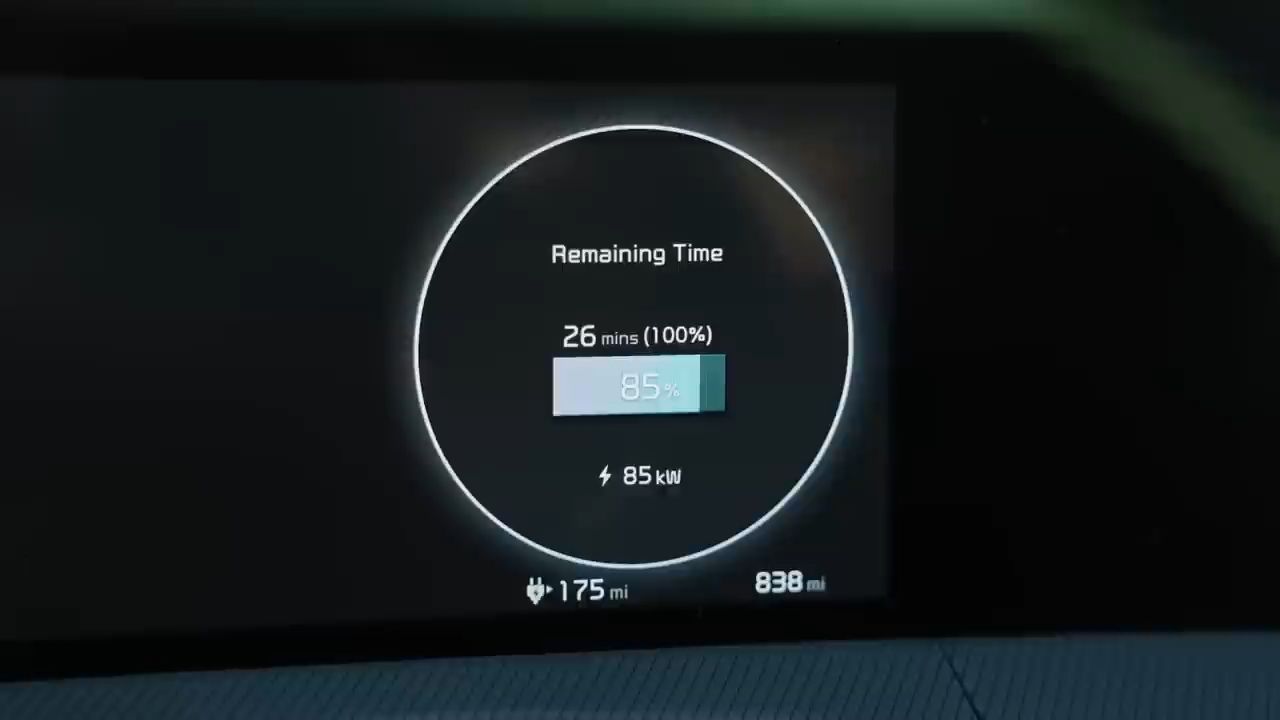 Remaining Time
26 mins (100%)
85%
85 kW
175 mi
838 mi